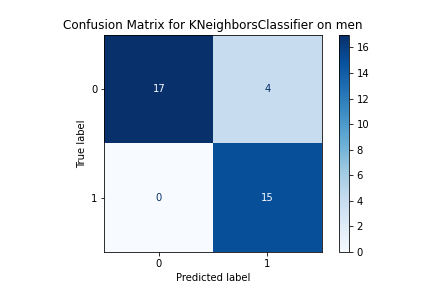 Confusion Matrix for KNeighborsClassifier on men
0 17 4
1 0 15
0 1
True label
Predicted label
16
14
12
10
8
6
4
2
0